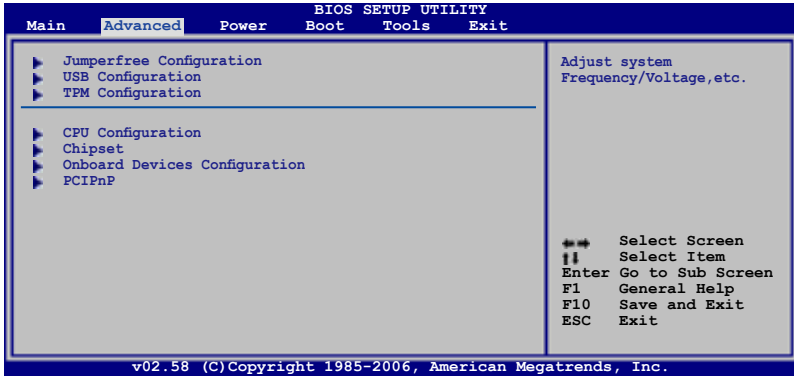 BIOS SETUP UTILITY
Main Advanced Power Boot Tools Exit
Jumperfree Configuration
USB Configuration
TPM Configuration
CPU Configuration
Chipset
Onboard Devices Configuration
PCIPnP
Adjust system
Frequency/Voltage,etc.
Select Screen
Select Item
Enter Go to Sub Screen
F1 General Help
F10 Save and Exit
ESC Exit
v02.58 (C)Copyright 1985-2006, American Megatrends, Inc.